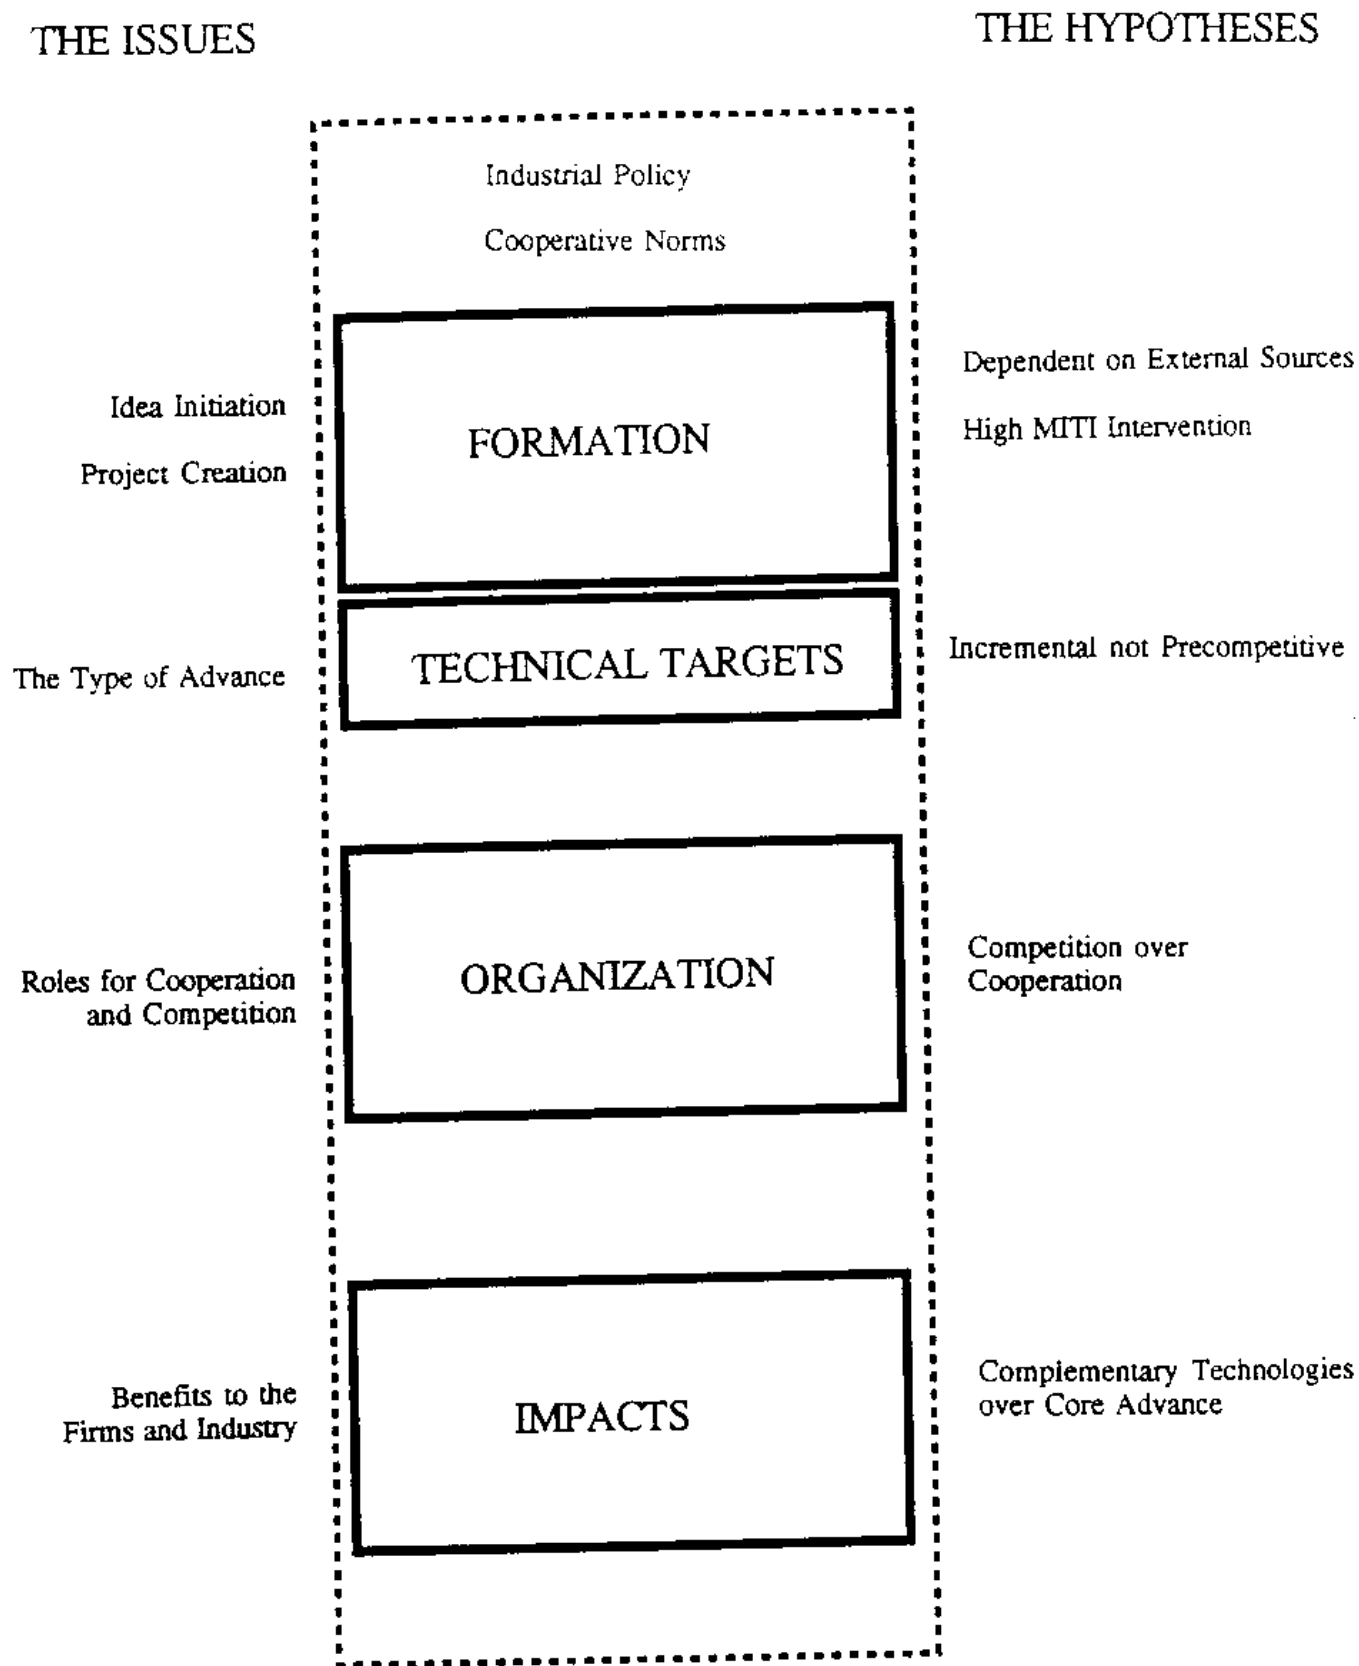 THE ISSUES
THE HYPOTHESES
Industrial Policy
Cooperative Norms
Idea Initiation
Project Creation
FORMATION
Dependent on External Sources
High MITI Intervention
The Type of Advance
TECHNICAL TARGETS
Incremental not Precompetitive
Roles for Cooperation
and Competition
ORGANIZATION
Competition over
Cooperation
Benefits to the
Firms and Industry
IMPACTS
Complementary Technologies
over Core Advance